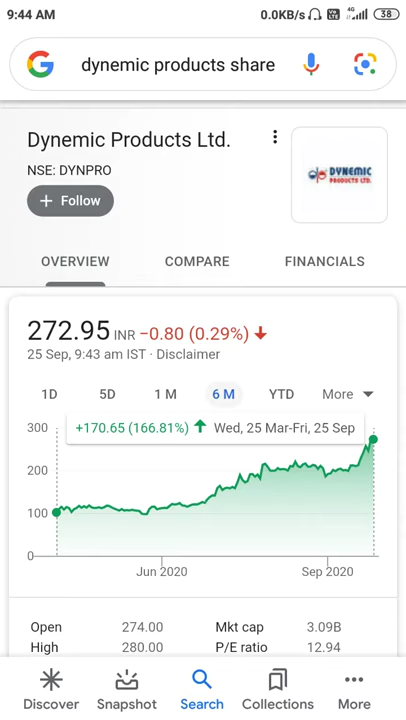 9:44 AM
0.0KB/s 4G 38
dynemic products share
Dynemic Products Ltd.
NSE: DYNPRO
+ Follow
DYNEMIC
PRODUCTS LTD.
OVERVIEW COMPARE FINANCIALS
272.95 INR −0.80 (0.29%)
25 Sep, 9:43 am IST · Disclaimer
1D 5D 1 M 6 M YTD More
+170.65 (166.81%) Wed, 25 Mar-Fri, 25 Sep
300
200
100
0
Jun 2020 Sep 2020
Open 274.00 Mkt cap 3.09B
High 280.00 P/E ratio 12.94
Discover Snapshot Search Collections More